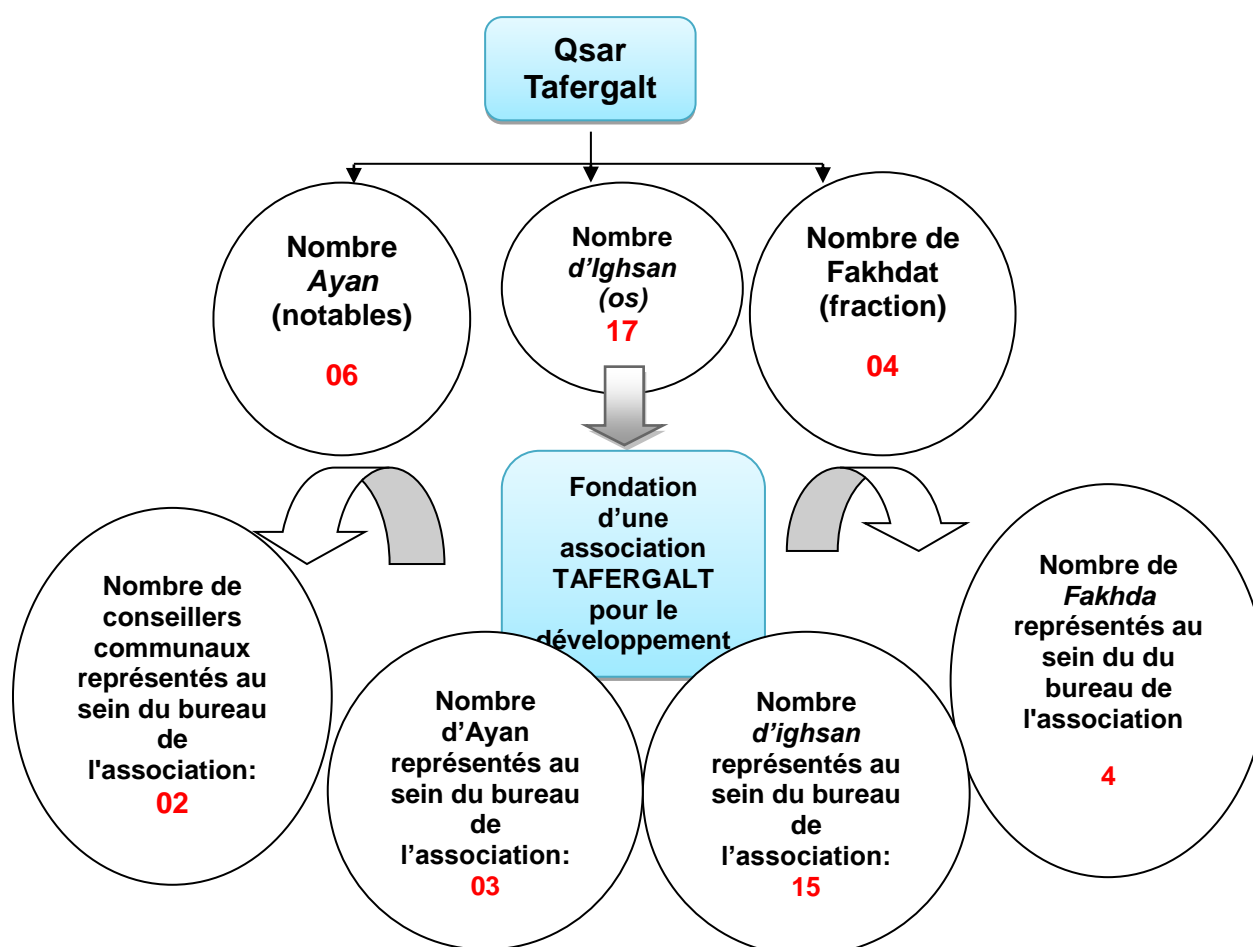 Qsar
Tafergalt
Nombre
Ayan
(notables)
06
Nombre
d'Ighsan
(os)
17
Nombre de
Fakhdat
(fraction)
04
Fondation
d'une
association
TAFERGALT
pour le
développement
Nombre de
conseillers
communaux
représentés au
sein du bureau
de
l'association:
02
Nombre
d'Ayan
représentés au
sein du bureau
de
l'association:
03
Nombre
d'ighsan
représentés au
sein du bureau
de
l'association:
15
Nombre de
Fakhda
représentés au
sein du du
bureau de
l'association
4